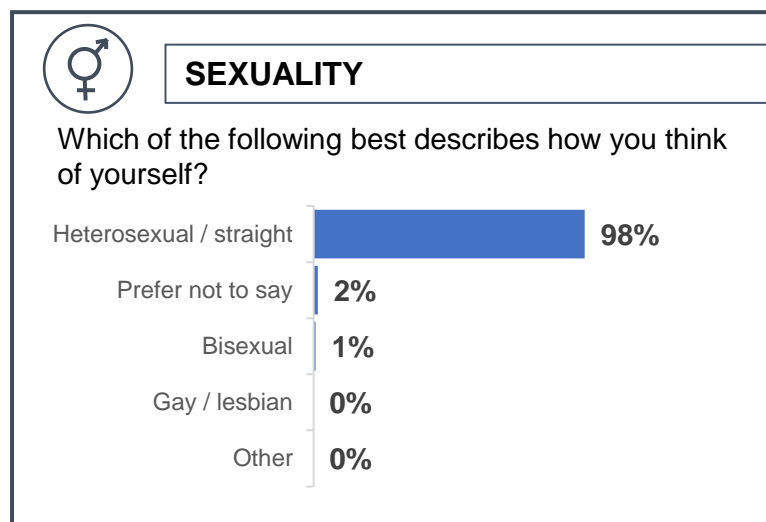 SEXUALITY
Which of the following best describes how you think
of yourself?
Heterosexual / straight 98%
Prefer not to say 2%
Bisexual 1%
Gay / lesbian 0%
Other 0%